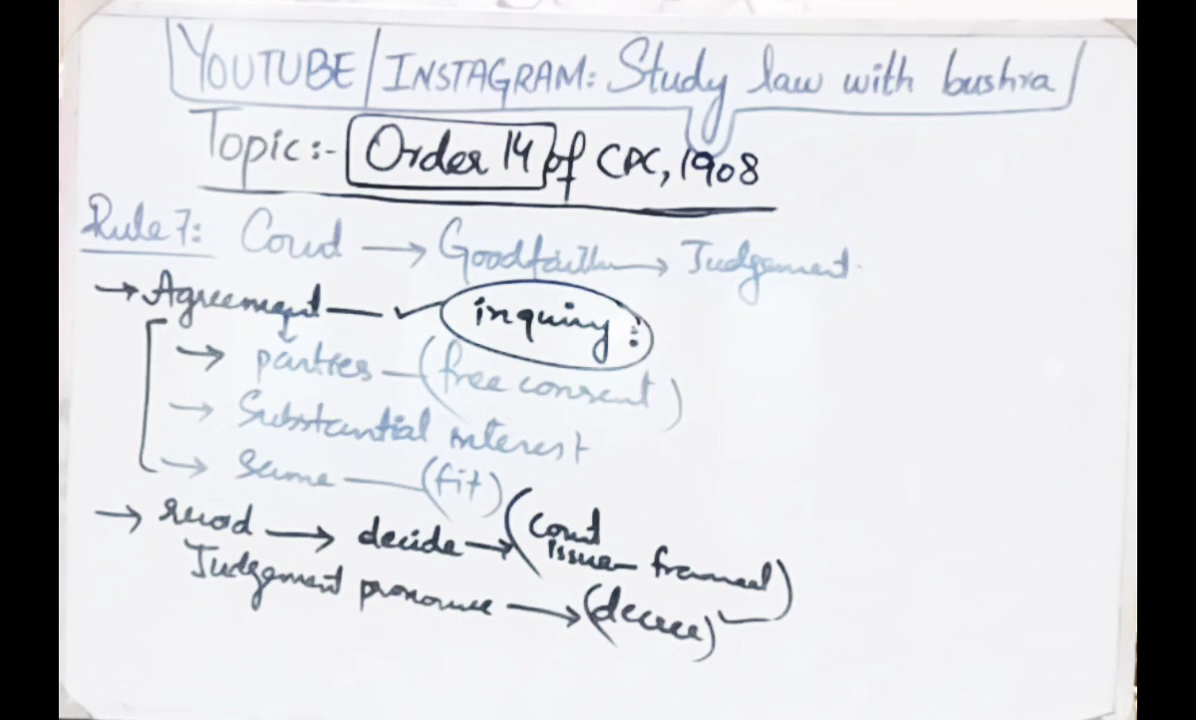 YOUTUBE/INSTAGRAM: Study law with bushra
Topic:- Order 14 of CPC, 1908
Rule 7: Court → Goodfaith → Judgement
→ Agreement — ✓ inquiry :
→ parties — (free consent)
→ Substantial interest
→ same — (fit)
→ record → decide → (Court issue framed)
Judgement pronounce → (decree)